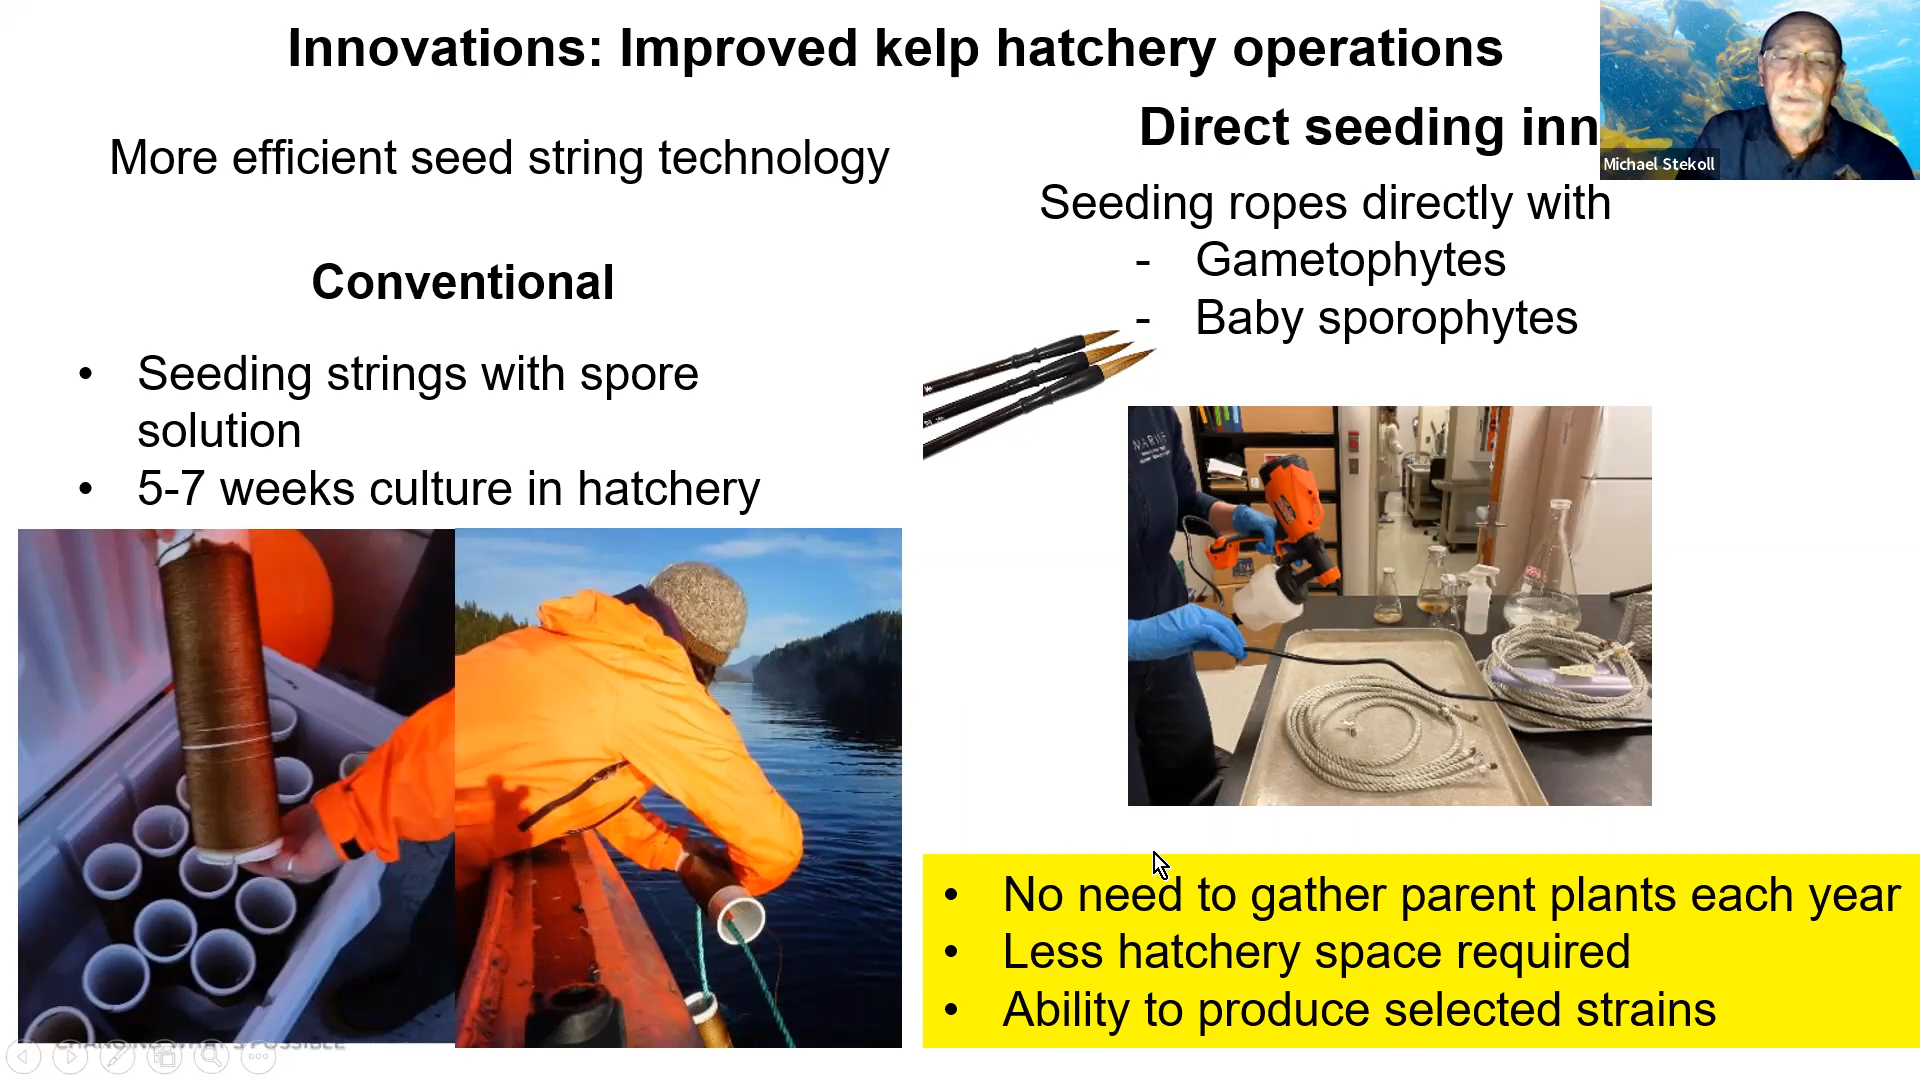 Innovations: Improved kelp hatchery operations
More efficient seed string technology
Conventional
• Seeding strings with spore
solution
• 5-7 weeks culture in hatchery
Direct seeding inn
Seeding ropes directly with
- Gametophytes
- Baby sporophytes
Michael Stekoll
• No need to gather parent plants each year
• Less hatchery space required
• Ability to produce selected strains